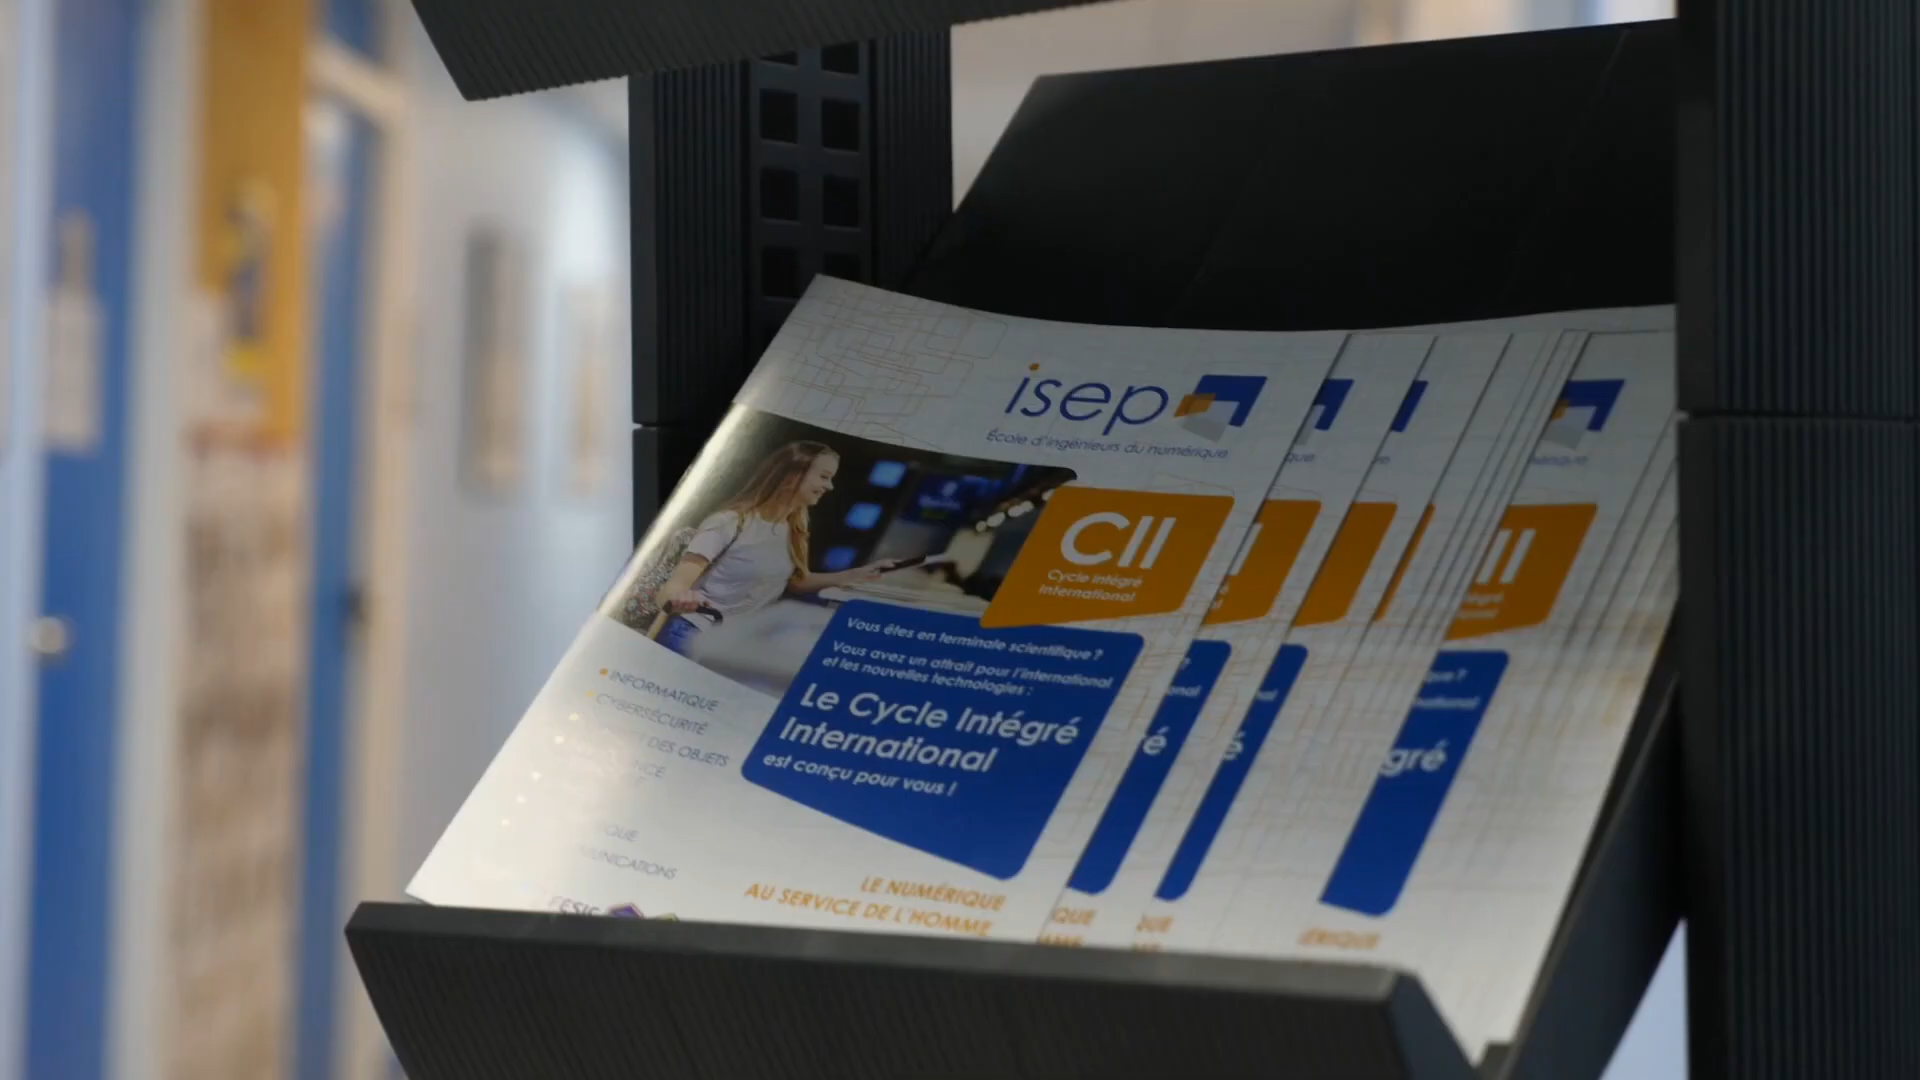 isep
École d'ingénieurs du numérique
CII
Cycle Intégré
International
Vous êtes en terminale scientifique ?
Vous avez un attrait pour l'international
et les nouvelles technologies :
Le Cycle Intégré
International
est conçu pour vous !
INFORMATIQUE
CYBERSÉCURITÉ
DES OBJETS
LE NUMÉRIQUE
AU SERVICE DE L'HOMME
FESIC